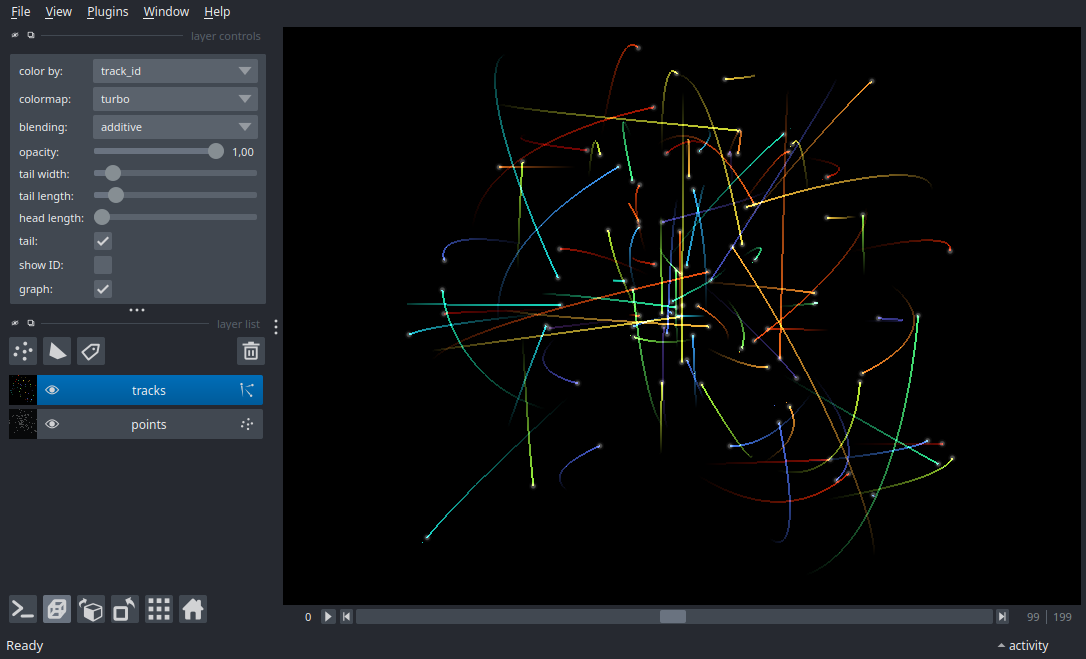 File View Plugins Window Help
layer controls
color by: track_id
colormap: turbo
blending: additive
opacity: 1,00
tail width:
tail length:
head length:
tail:
show ID:
graph:
layer list
tracks
points
0 99 199
Ready activity